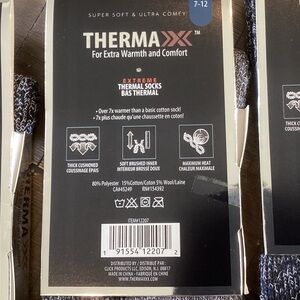 SUPER SOFT & ULTRA COMFY
7-12
THERMAXXX™
For Extra Warmth and Comfort
EXTREME
THERMAL SOCKS
BAS THERMAL
• Over 7x warmer than a basic cotton sock!
• 7x plus chaude qu'une chaussette en coton!
THICK CUSHIONED
COUSSINAGE ÉPAIS
SOFT BRUSHED INNER
INTÉRIEUR BROSSÉ DOUX
MAXIMUM HEAT
CHALEUR MAXIMALE
80% Polyester 15%Cotton/Coton 5% Wool/Laine
CA#45249 RN#154392
ITEM#12207
1 91554 12207 2
DISTRIBUTED BY / DISTRIBUÉ PAR :
CLICK PRODUCTS LLC, EDISON, N.J. 08817
MADE IN CHINA • FABRIQUÉ EN CHINE
WWW.THERMAXXX.COM